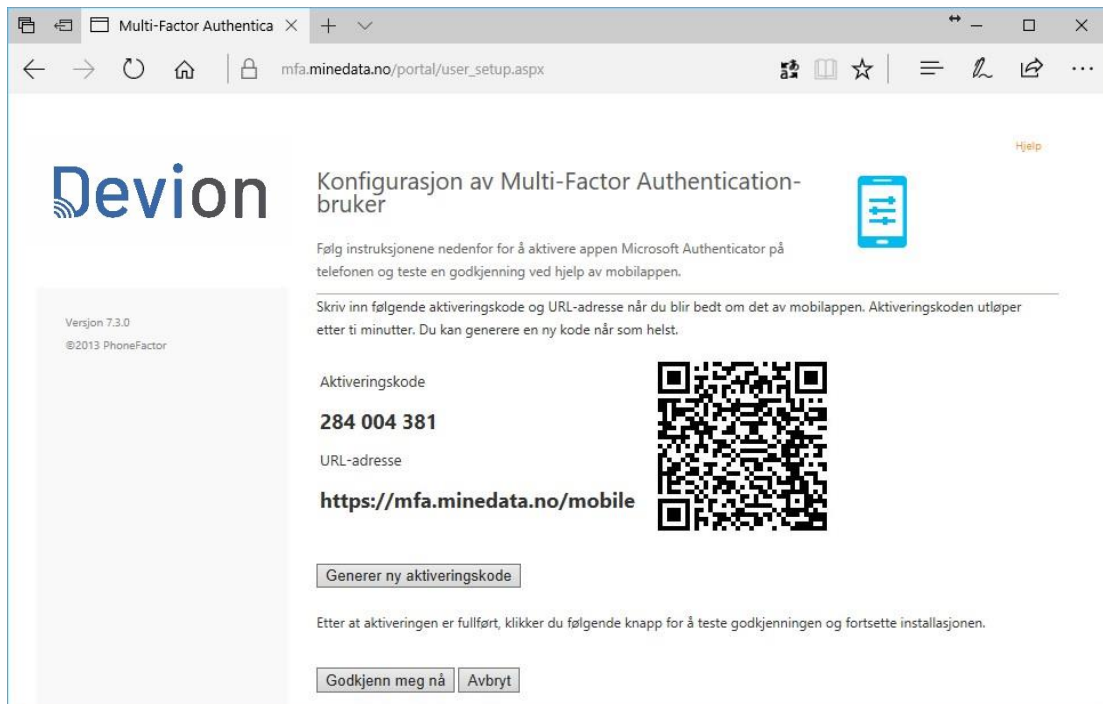 Multi-Factor Authentica
mfa.minedata.no/portal/user_setup.aspx
Hjelp
Devion
Konfigurasjon av Multi-Factor Authentication-
bruker
Følg instruksjonene nedenfor for å aktivere appen Microsoft Authenticator på
telefonen og teste en godkjenning ved hjelp av mobilappen.
Versjon 7.3.0
©2013 PhoneFactor
Skriv inn følgende aktiveringskode og URL-adresse når du blir bedt om det av mobilappen. Aktiveringskoden utløper
etter ti minutter. Du kan generere en ny kode når som helst.
Aktiveringskode
284 004 381
URL-adresse
https://mfa.minedata.no/mobile
Generer ny aktiveringskode
Etter at aktiveringen er fullført, klikker du følgende knapp for å teste godkjenningen og fortsette installasjonen.
Godkjenn meg nå Avbryt